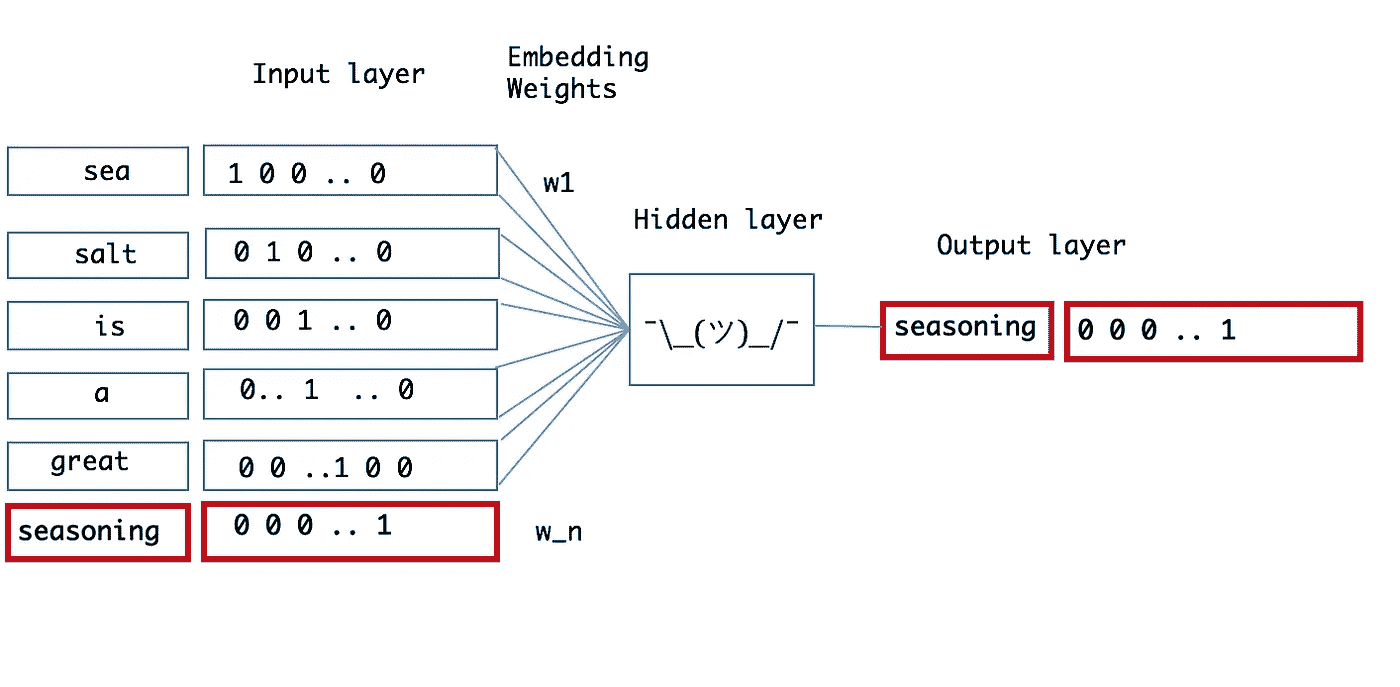 Input layer
Embedding
Weights
sea
1 0 0 .. 0
w1
salt
0 1 0 .. 0
Hidden layer
Output layer
is
0 0 1 .. 0
¯\_(ツ)_/¯
seasoning
0 0 0 .. 1
a
0.. 1 .. 0
great
0 0 ..1 0 0
seasoning
0 0 0 .. 1
w_n